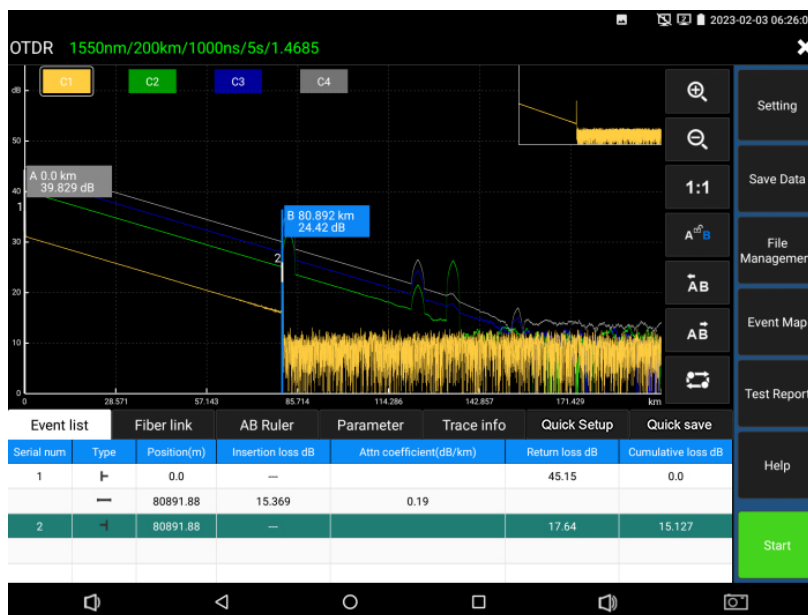 2023-02-03 06:26:0
OTDR 1550nm/200km/1000ns/5s/1.4685
C1 C2 C3 C4
dB
50
40
30
20
10
0
A 0.0 km
39.829 dB
1
B 80.892 km
24.42 dB
2
0 28.571 57.143 85.714 114.286 142.857 171.429 km
1:1
A B
AB
AB
Setting
Save Data
File
Managemen
Event Map
Test Report
Help
Start
Event list Fiber link AB Ruler Parameter Trace info Quick Setup Quick save
Serial num Type Position(m) Insertion loss dB Attn coefficient(dB/km) Return loss dB Cumulative loss dB
1 0.0 --- 45.15 0.0
80891.88 15.369 0.19
2 80891.88 --- 17.64 15.127